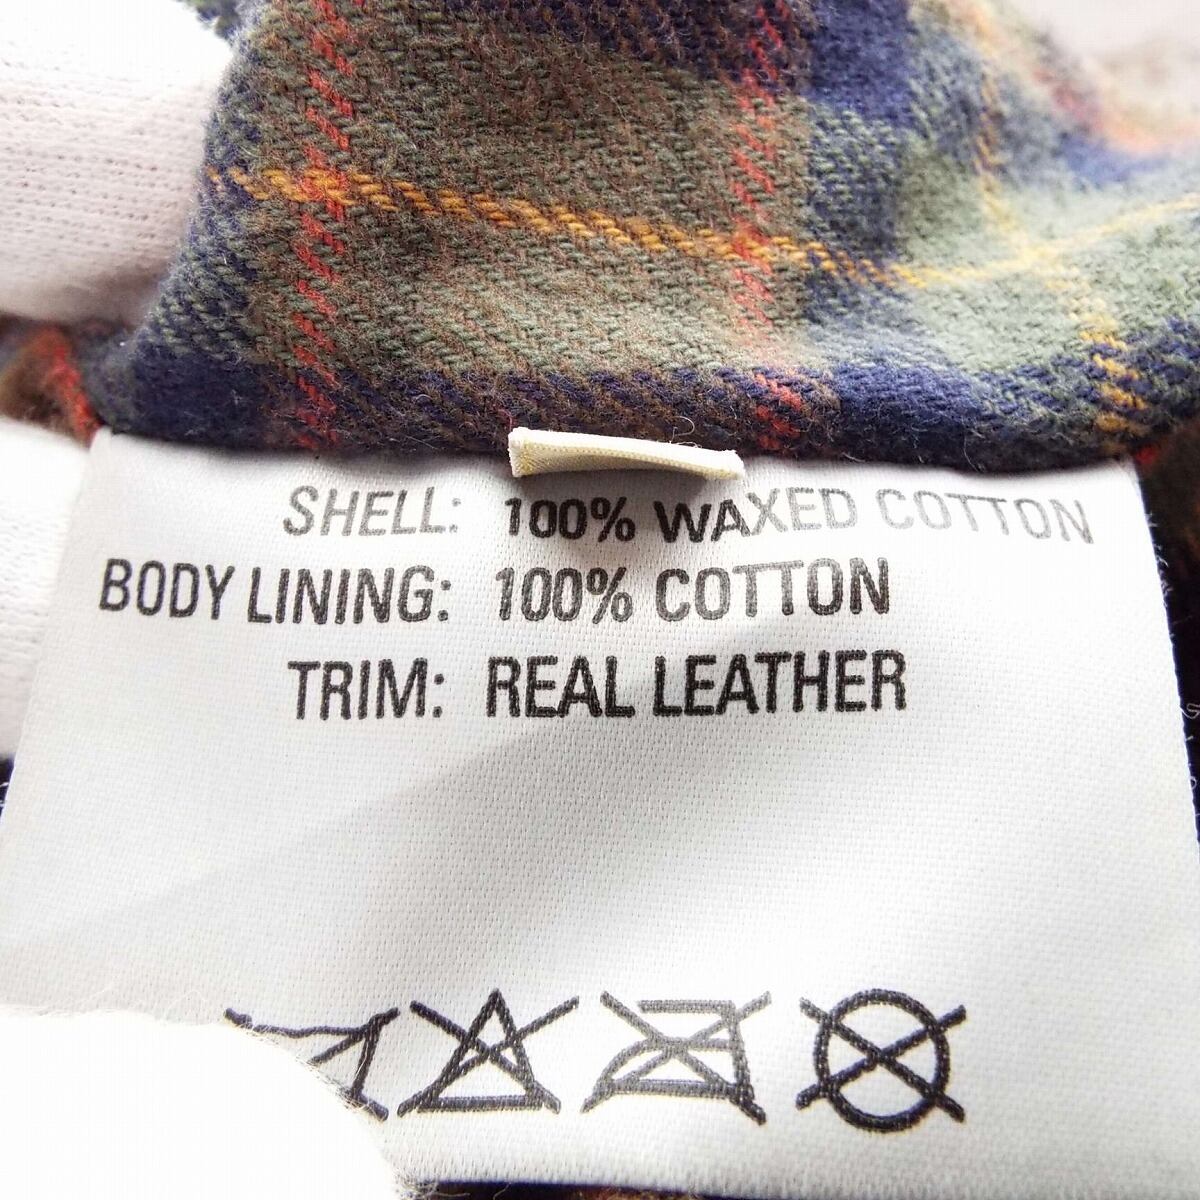 SHELL: 100% WAXED COTTON
BODY LINING: 100% COTTON
TRIM: REAL LEATHER